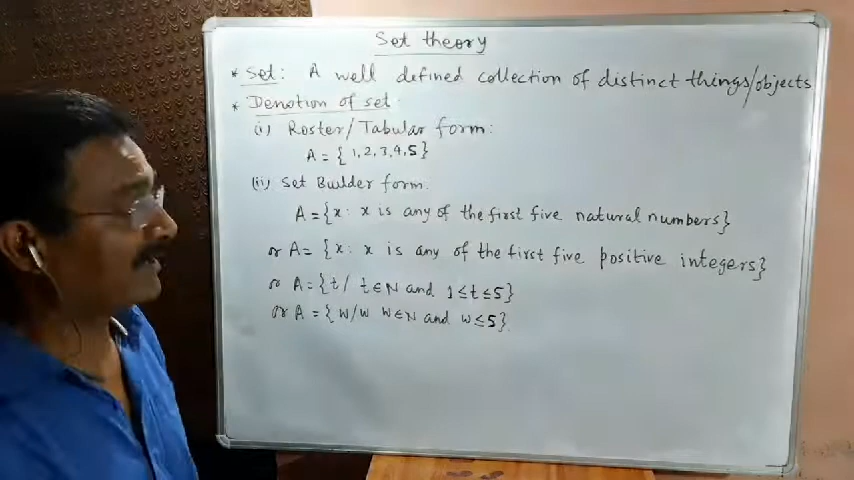 Set theory
* Set: A well defined collection of distinct things/objects
* Denotion of set
(i) Roster/Tabular form:
A = {1,2,3,4,5}
(ii) Set Builder form.
A = {x: x is any of the first five natural numbers}
or A = {x: x is any of the first five positive integers}
or A = {t/ t∈N and 1≤t≤5}
or A = {w/w w∈N and w≤5}